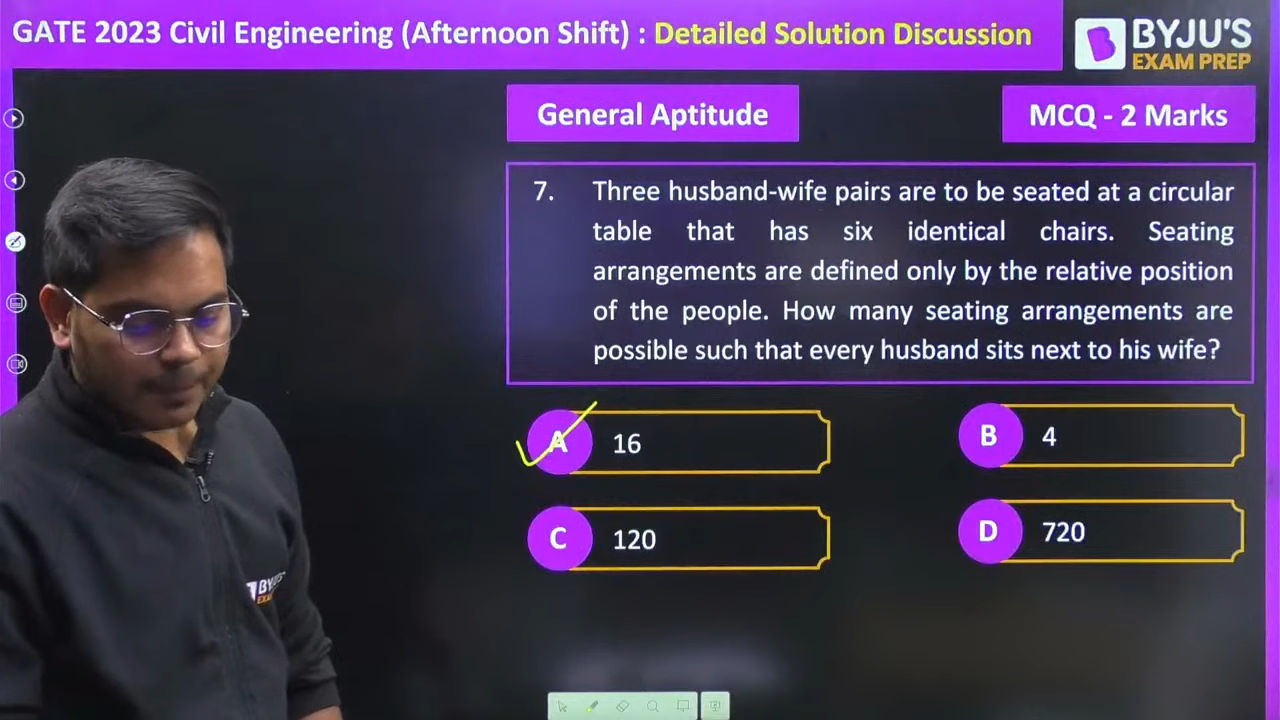 GATE 2023 Civil Engineering (Afternoon Shift) : Detailed Solution Discussion
BYJU'S
EXAM PREP
General Aptitude
MCQ - 2 Marks
7. Three husband-wife pairs are to be seated at a circular
table that has six identical chairs. Seating
arrangements are defined only by the relative position
of the people. How many seating arrangements are
possible such that every husband sits next to his wife?
A 16
B 4
C 120
D 720